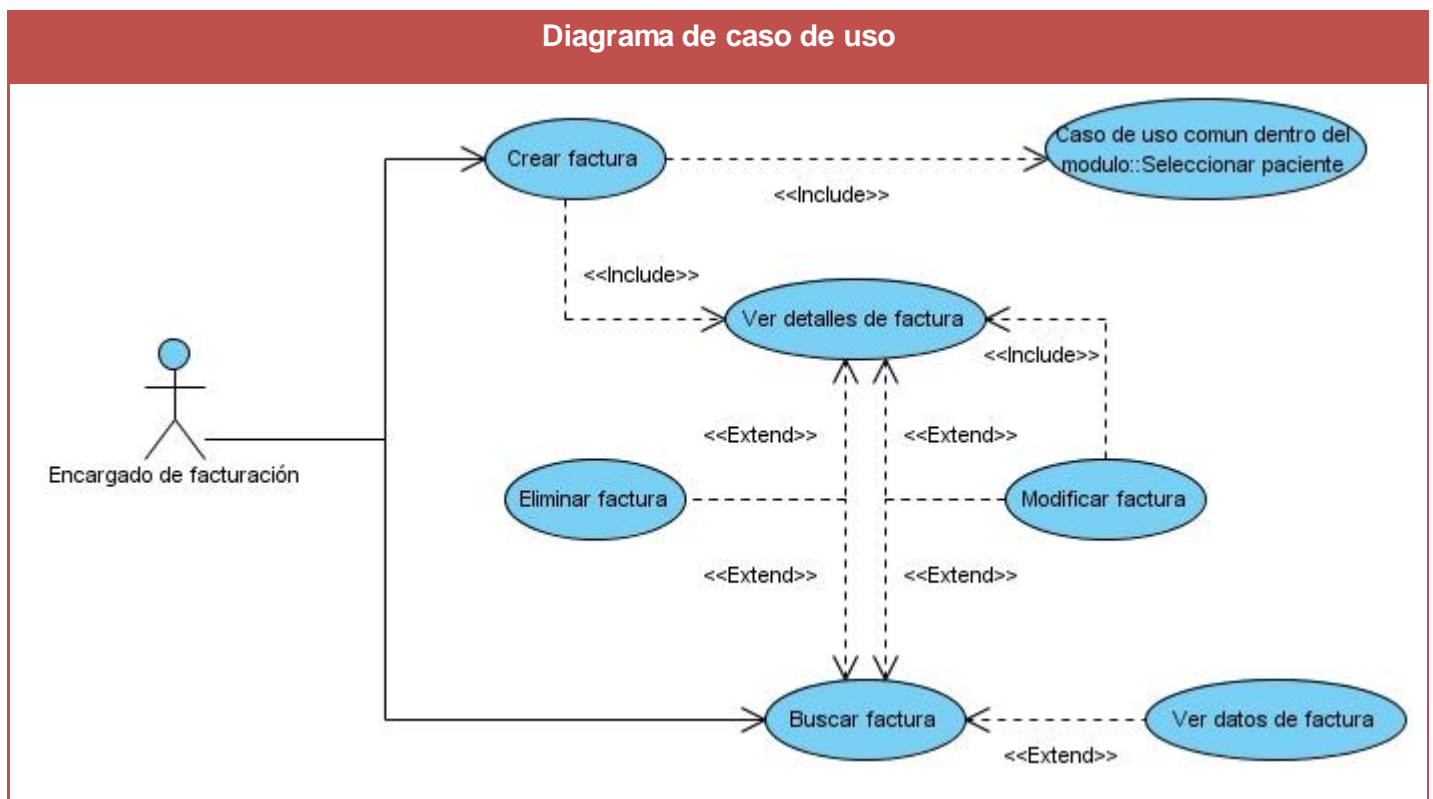 Diagrama de caso de uso
Crear factura
Caso de uso comun dentro del
modulo::Seleccionar paciente
<<Include>>
<<Include>>
Ver detalles de factura
<<Include>>
Encargado de facturación
<<Extend>>
<<Extend>>
Eliminar factura
Modificar factura
<<Extend>>
<<Extend>>
Buscar factura
Ver datos de factura
<<Extend>>